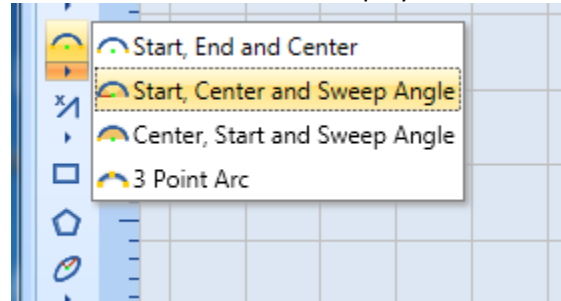 Start, End and Center
Start, Center and Sweep Angle
Center, Start and Sweep Angle
3 Point Arc